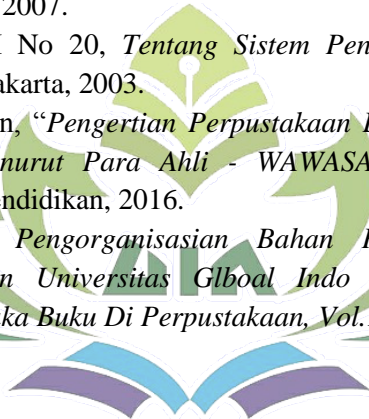 2007.
No 20, Tentang Sistem Pen
akarta, 2003.
n, “Pengertian Perpustakaan
nurut Para Ahli - WAWASA
endidikan, 2016.
Pengorganisasian Bahan
n Universitas Glboal Indo
ka Buku Di Perpustakaan, Vol.